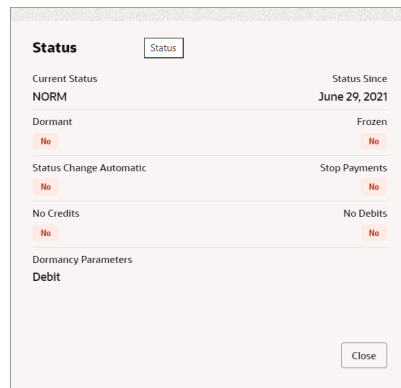 Status Status
Current Status Status Since
NORM June 29, 2021
Dormant Frozen
No No
Status Change Automatic Stop Payments
No No
No Credits No Debits
No No
Dormancy Parameters
Debit
Close